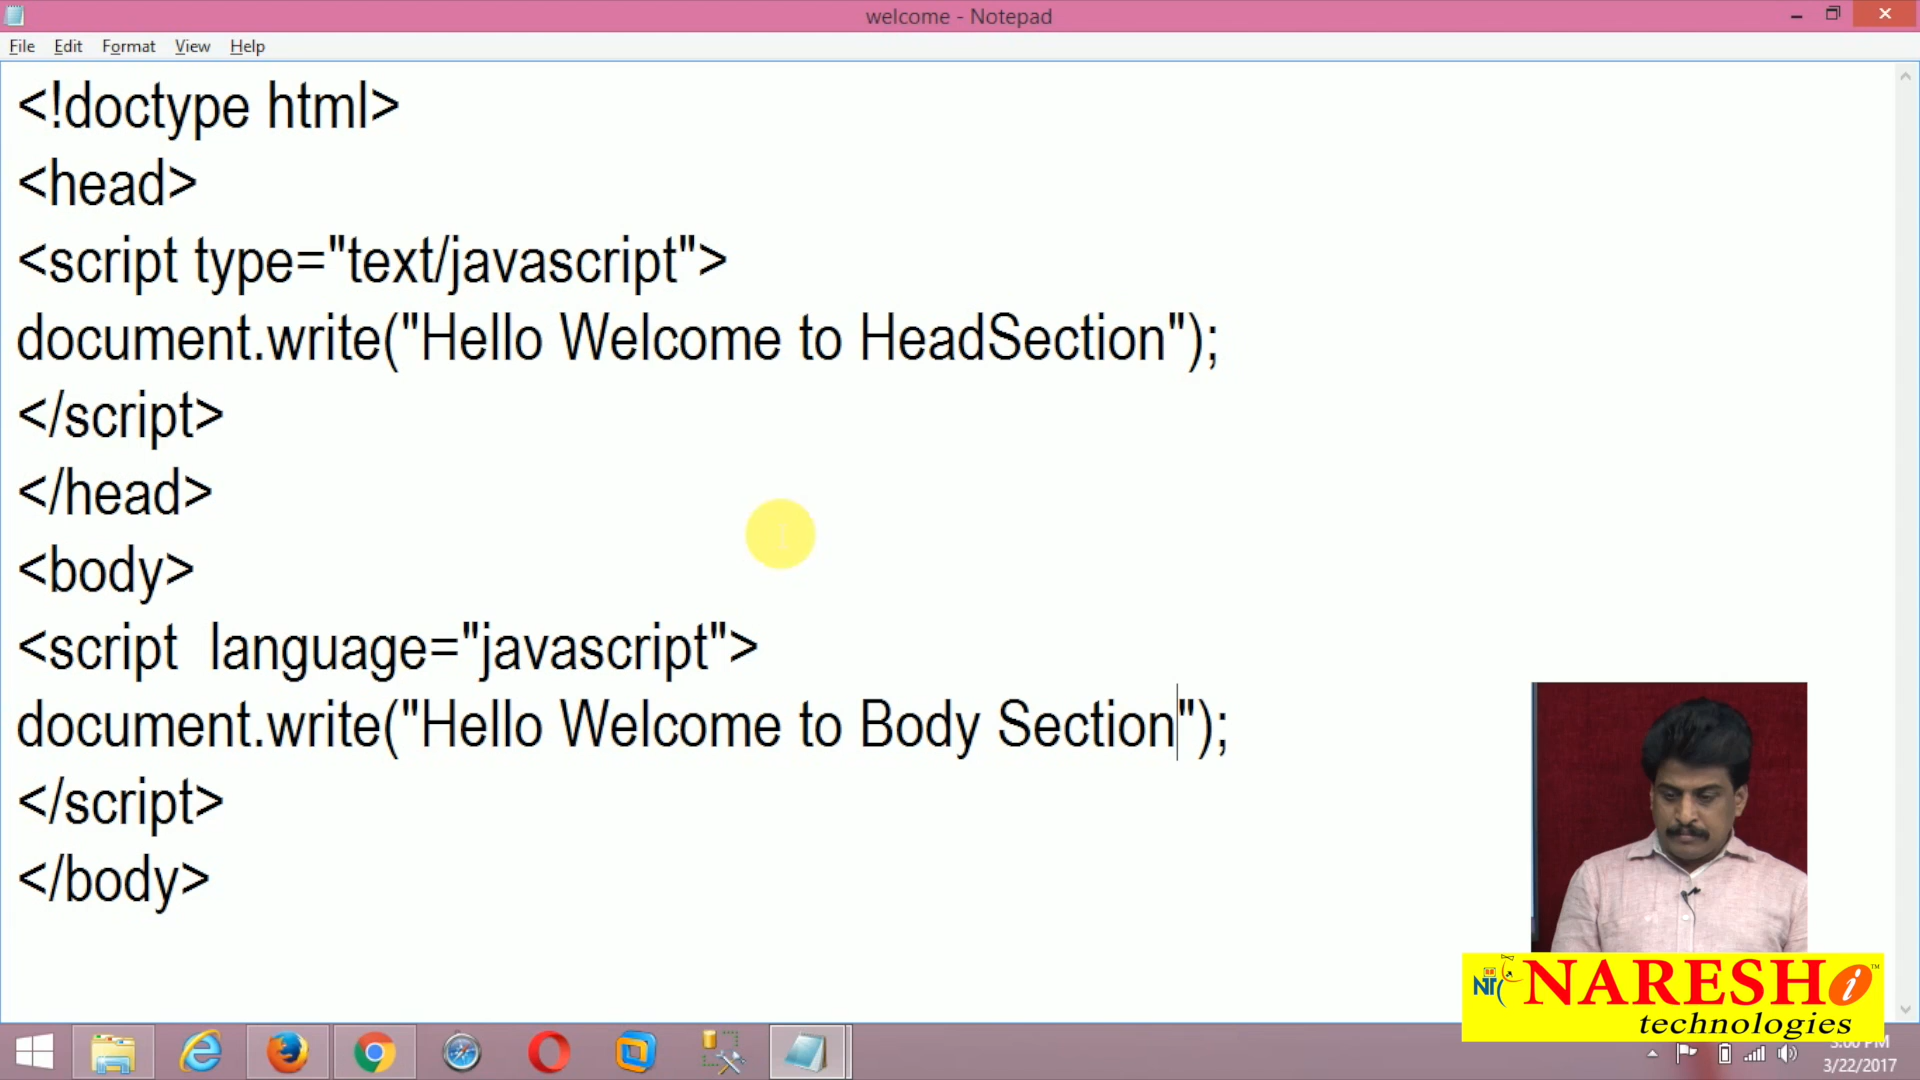 welcome - Notepad
File Edit Format View Help
<!doctype html>
<head>
<script type="text/javascript">
document.write("Hello Welcome to HeadSection");
</script>
</head>
<body>
<script  language="javascript">
document.write("Hello Welcome to Body Section");
</script>
</body>
NARESH i ™
technologies
PM
3/22/2017